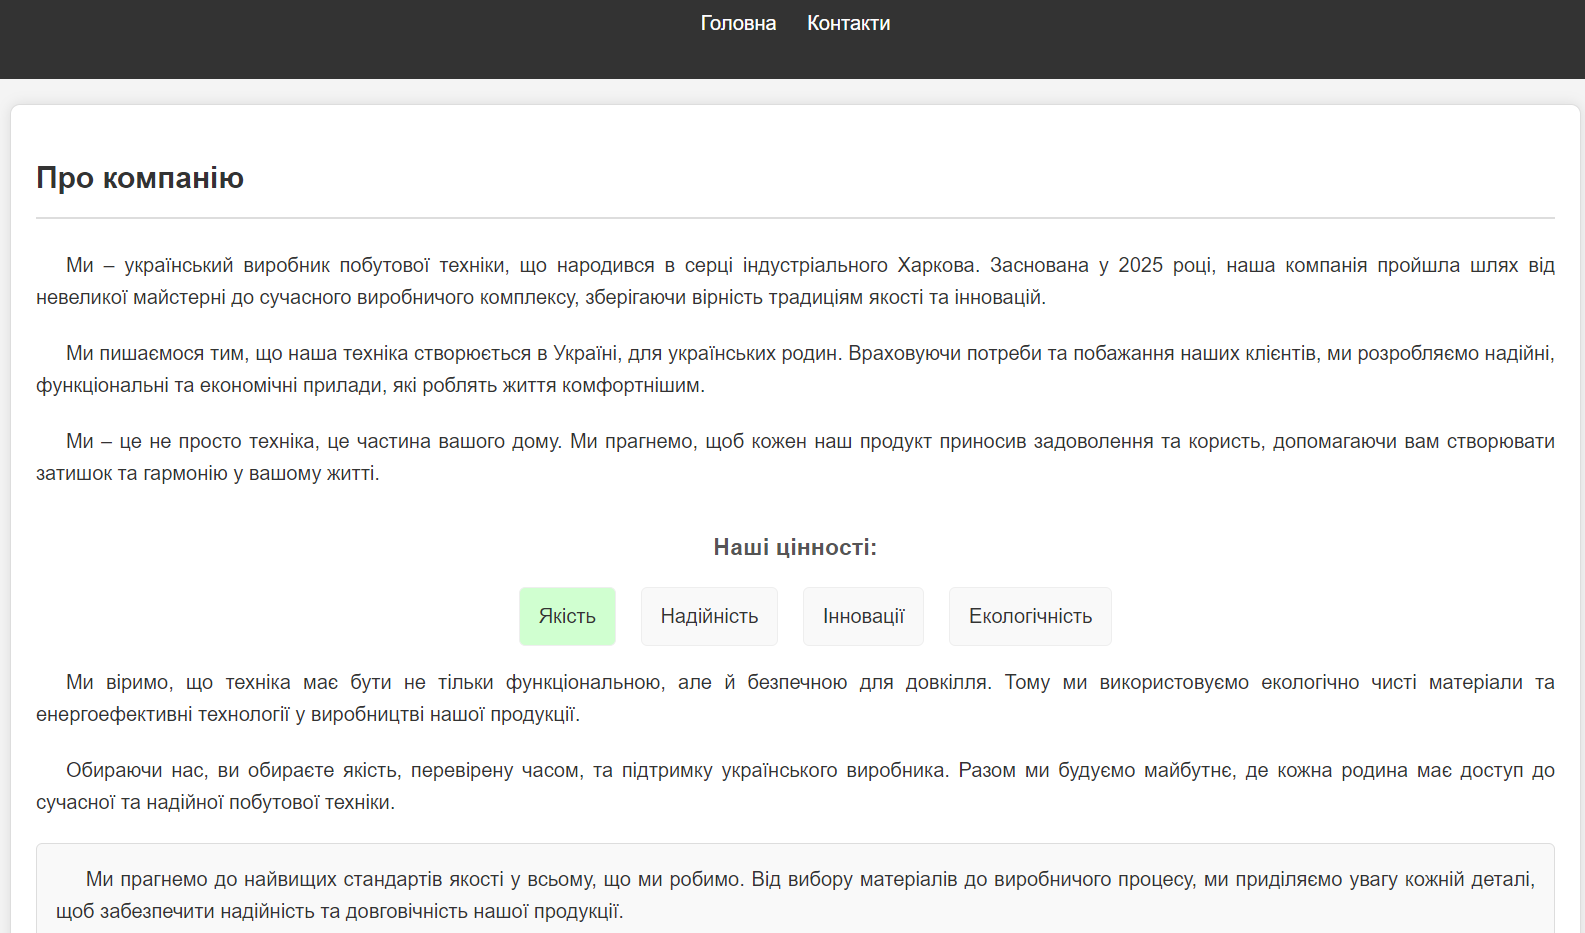 Головна Контакти
Про компанію
Ми – український виробник побутової техніки, що народився в серці індустріального Харкова. Заснована у 2025 році, наша компанія пройшла шлях від
невеликої майстерні до сучасного виробничого комплексу, зберігаючи вірність традиціям якості та інновацій.
Ми пишаємося тим, що наша техніка створюється в Україні, для українських родин. Враховуючи потреби та побажання наших клієнтів, ми розробляємо надійні,
функціональні та економічні прилади, які роблять життя комфортнішим.
Ми – це не просто техніка, це частина вашого дому. Ми прагнемо, щоб кожен наш продукт приносив задоволення та користь, допомагаючи вам створювати
затишок та гармонію у вашому житті.
Наші цінності:
Якість Надійність Інновації Екологічність
Ми віримо, що техніка має бути не тільки функціональною, але й безпечною для довкілля. Тому ми використовуємо екологічно чисті матеріали та
енергоефективні технології у виробництві нашої продукції.
Обираючи нас, ви обираєте якість, перевірену часом, та підтримку українського виробника. Разом ми будуємо майбутнє, де кожна родина має доступ до
сучасної та надійної побутової техніки.
Ми прагнемо до найвищих стандартів якості у всьому, що ми робимо. Від вибору матеріалів до виробничого процесу, ми приділяємо увагу кожній деталі,
щоб забезпечити надійність та довговічність нашої продукції.